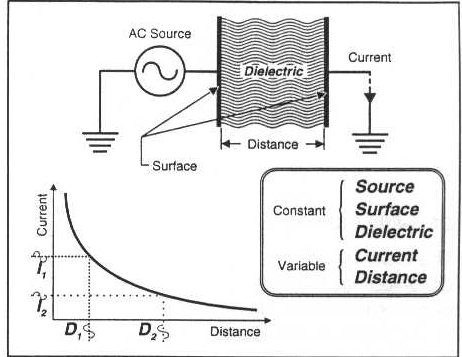 AC Source
Dielectric
Current
Distance
Surface
Constant
Source
Surface
Dielectric
Variable
Current
Distance
Current
I₁
I₂
D₁
D₂
Distance